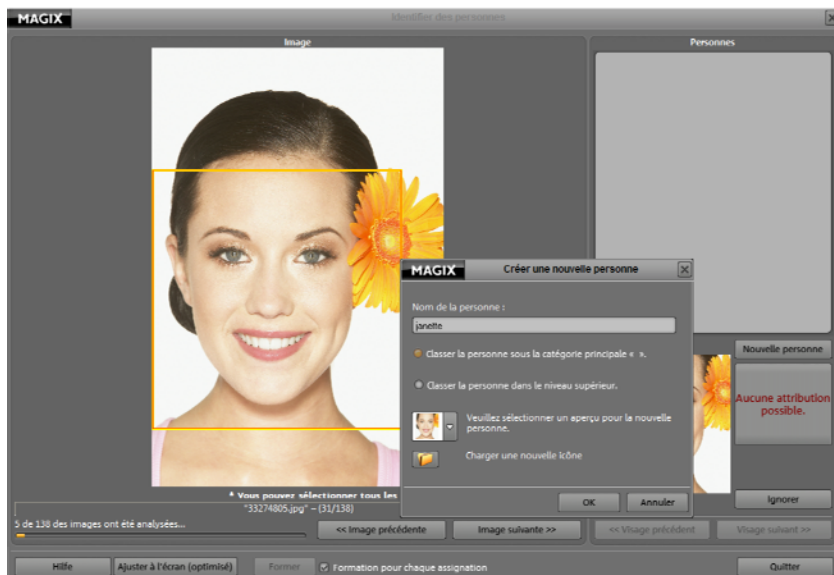 MAGIX
Identifier des personnes
Image
Personnes
MAGIX
Créer une nouvelle personne
Nom de la personne :
janette
Classer la personne sous la catégorie principale « ».
Classer la personne dans le niveau supérieur.
Veuillez sélectionner un aperçu pour la nouvelle
personne.
Charger une nouvelle icône
OK
Annuler
Nouvelle personne
Aucune attribution
possible.
Ignorer
* Vous pouvez sélectionner tous les
"33274805.jpg" – (31/138)
5 de 138 des images ont été analysées...
<< Image précédente
Image suivante >>
<< Visage précédent
Visage suivant >>
Hilfe
Ajuster à l'écran (optimisé)
Former
Formation pour chaque assignation
Quitter